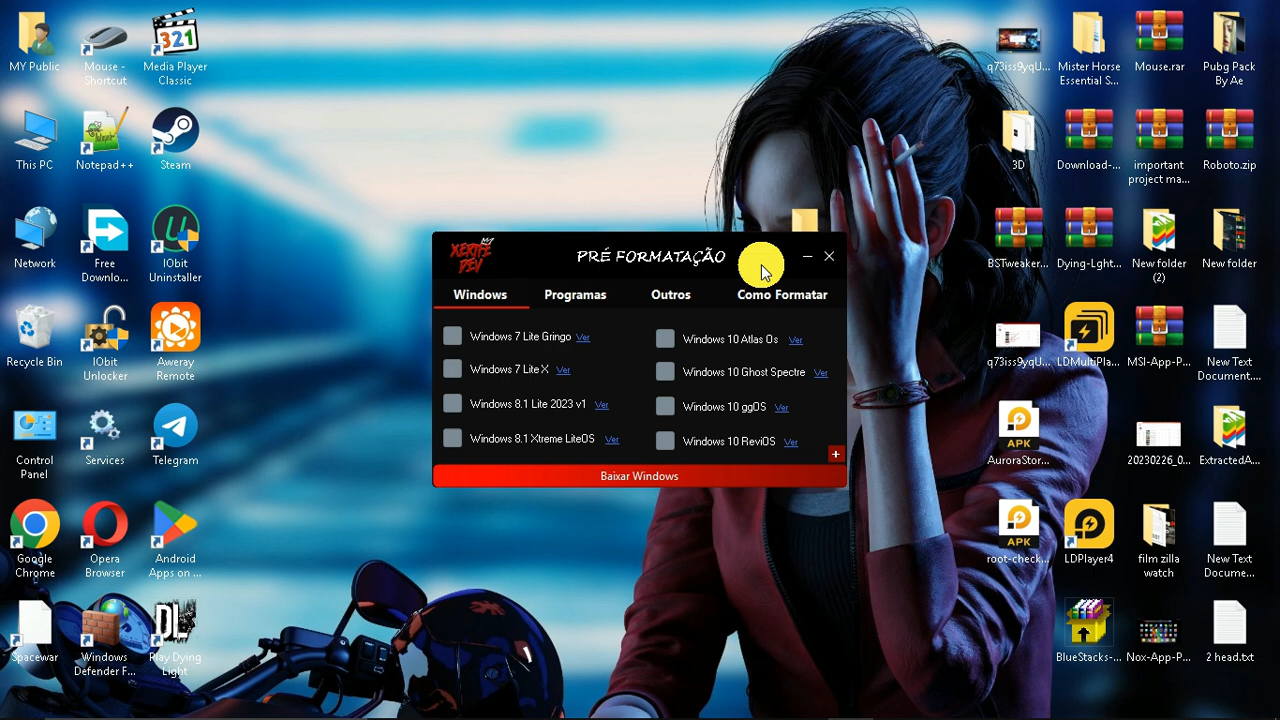 MY Public
Mouse -
Shortcut
Media Player
Classic
This PC
Notepad++
Steam
Network
Free
Downlo...
IObit
Uninstaller
Recycle Bin
IObit
Unlocker
Aweray
Remote
Control
Panel
Services
Telegram
Google
Chrome
Opera
Browser
Android
Apps on ...
Spacewar
Windows
Defender F...
Play Dying
Light
321
DL
XERIFE
DEV
PRÉ FORMATAÇÃO
Windows
Programas
Outros
Como Formatar
Windows 7 Lite Gringo Ver
Windows 10 Atlas Os Ver
Windows 7 Lite X Ver
Windows 10 Ghost Spectre Ver
Windows 8.1 Lite 2023 v1 Ver
Windows 10 ggOS Ver
Windows 8.1 Xtreme LiteOS Ver
Windows 10 ReviOS Ver
+
Baixar Windows
q73iss9yqU...
Mister Horse
Essential S...
Mouse.rar
Pubg Pack
By Ae
3D
Download-...
important
project ma...
Roboto.zip
BSTweaker...
Dying-Lght...
New folder
(2)
New folder
q73iss9yqU...
LDMultiPla...
MSI-App-P...
New Text
Document....
APK
AuroraStor...
20230226_0...
ExtractedA...
APK
root-check...
LDPlayer4
film zilla
watch
New Text
Docume...
BlueStacks-...
Nox-App-P...
2 head.txt